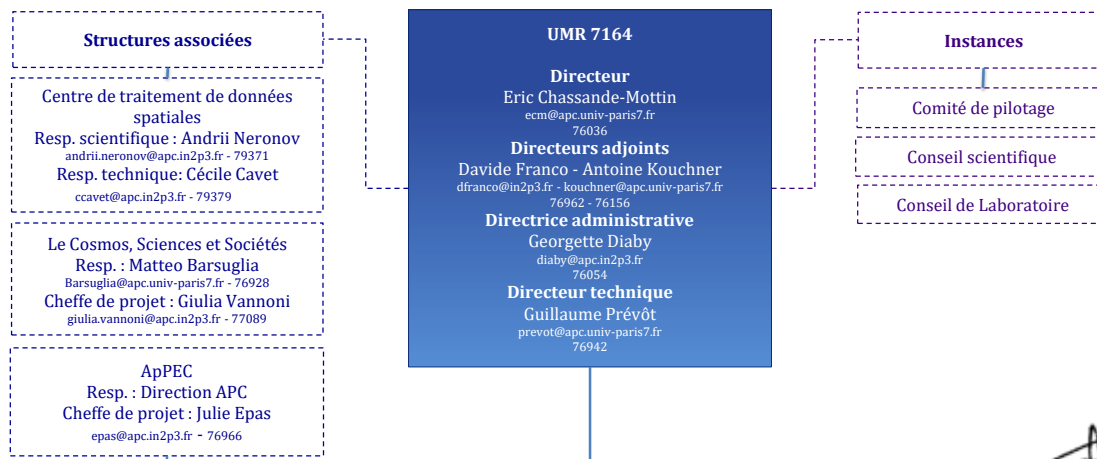 Structures associées
Centre de traitement de données
spatiales
Resp. scientifique : Andrii Neronov
andrii.neronov@apc.in2p3.fr - 79371
Resp. technique: Cécile Cavet
ccavet@apc.in2p3.fr - 79379
Le Cosmos, Sciences et Sociétés
Resp. : Matteo Barsuglia
Barsuglia@apc.univ-paris7.fr - 76928
Cheffe de projet : Giulia Vannoni
giulia.vannoni@apc.in2p3.fr - 77089
ApPEC
Resp. : Direction APC
Cheffe de projet : Julie Epas
epas@apc.in2p3.fr - 76966
UMR 7164
Directeur
Eric Chassande-Mottin
ecm@apc.univ-paris7.fr
76036
Directeurs adjoints
Davide Franco - Antoine Kouchner
dfranco@in2p3.fr - kouchner@apc.univ-paris7.fr
76962 - 76156
Directrice administrative
Georgette Diaby
diaby@apc.in2p3.fr
76054
Directeur technique
Guillaume Prévôt
prevot@apc.univ-paris7.fr
76942
Instances
Comité de pilotage
Conseil scientifique
Conseil de Laboratoire